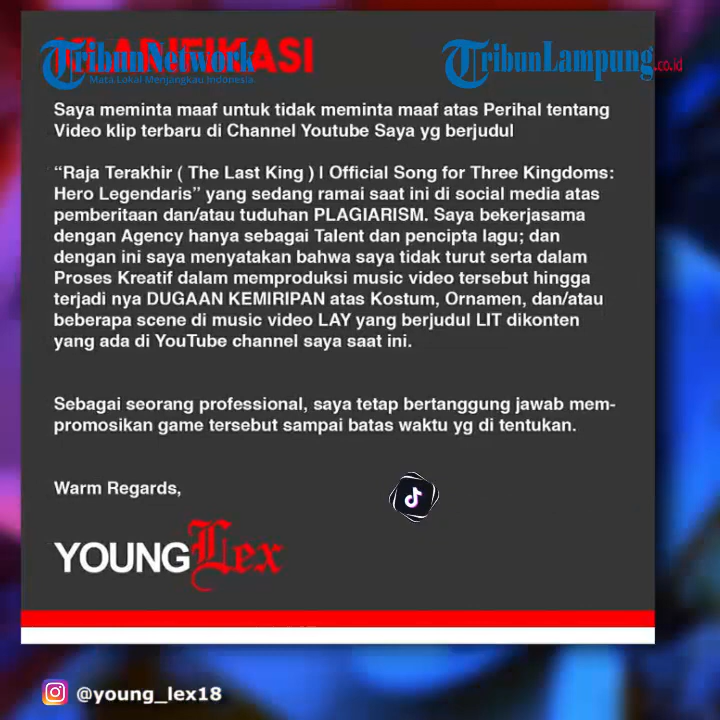 KLARIFIKASI
TribunNetwork
Mata Lokal Menjangkau Indonesia
TribunLampung.co.id
Saya meminta maaf untuk tidak meminta maaf atas Perihal tentang
Video klip terbaru di Channel Youtube Saya yg berjudul
“Raja Terakhir ( The Last King ) | Official Song for Three Kingdoms:
Hero Legendaris” yang sedang ramai saat ini di social media atas
pemberitaan dan/atau tuduhan PLAGIARISM. Saya bekerjasama
dengan Agency hanya sebagai Talent dan pencipta lagu; dan
dengan ini saya menyatakan bahwa saya tidak turut serta dalam
Proses Kreatif dalam memproduksi music video tersebut hingga
terjadi nya DUGAAN KEMIRIPAN atas Kostum, Ornamen, dan/atau
beberapa scene di music video LAY yang berjudul LIT dikonten
yang ada di YouTube channel saya saat ini.
Sebagai seorang professional, saya tetap bertanggung jawab mem-
promosikan game tersebut sampai batas waktu yg di tentukan.
Warm Regards,
YOUNG Lex
@young_lex18